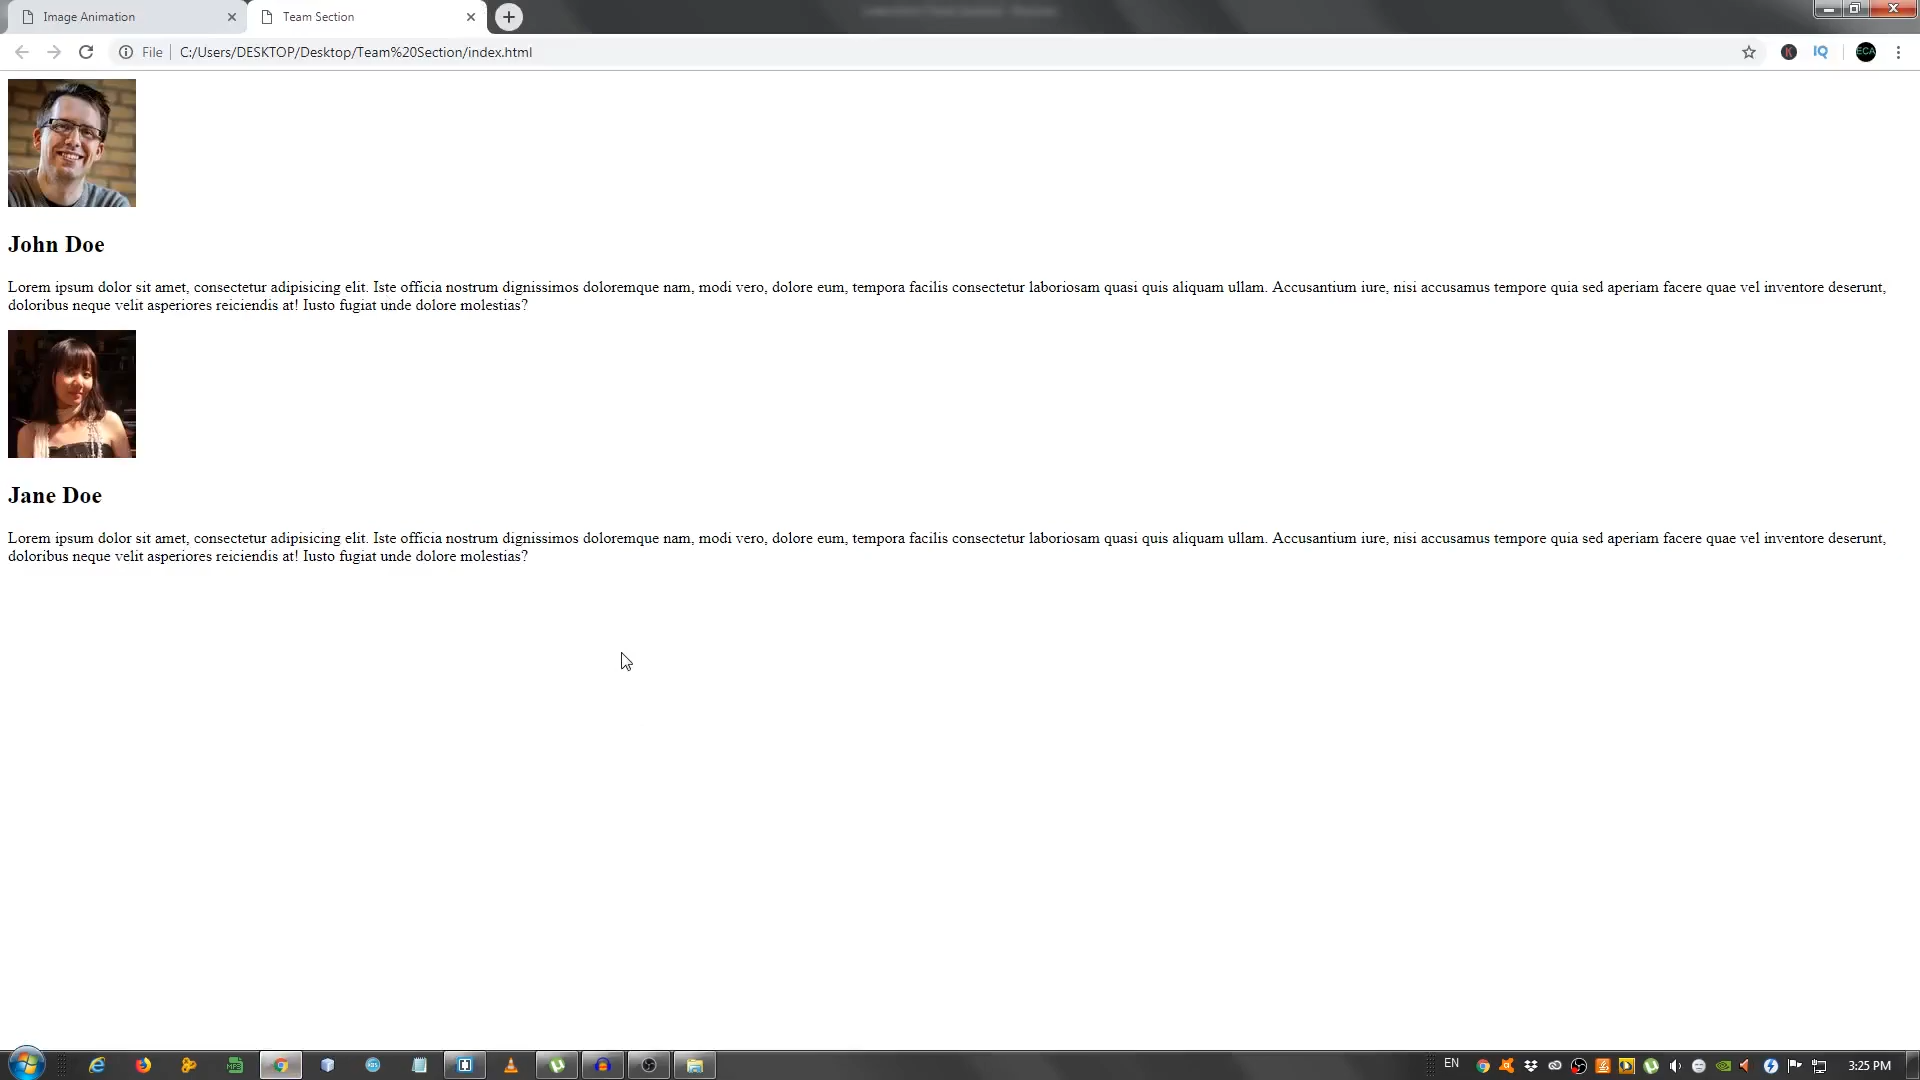 Image Animation
Team Section
File
C:/Users/DESKTOP/Desktop/Team%20Section/index.html
IQ
ECA
John Doe
Lorem ipsum dolor sit amet, consectetur adipisicing elit. Iste officia nostrum dignissimos doloremque nam, modi vero, dolore eum, tempora facilis consectetur laboriosam quasi quis aliquam ullam. Accusantium iure, nisi accusamus tempore quia sed aperiam facere quae vel inventore deserunt,
doloribus neque velit asperiores reiciendis at! Iusto fugiat unde dolore molestias?
Jane Doe
Lorem ipsum dolor sit amet, consectetur adipisicing elit. Iste officia nostrum dignissimos doloremque nam, modi vero, dolore eum, tempora facilis consectetur laboriosam quasi quis aliquam ullam. Accusantium iure, nisi accusamus tempore quia sed aperiam facere quae vel inventore deserunt,
doloribus neque velit asperiores reiciendis at! Iusto fugiat unde dolore molestias?
MP3
EN
3:25 PM